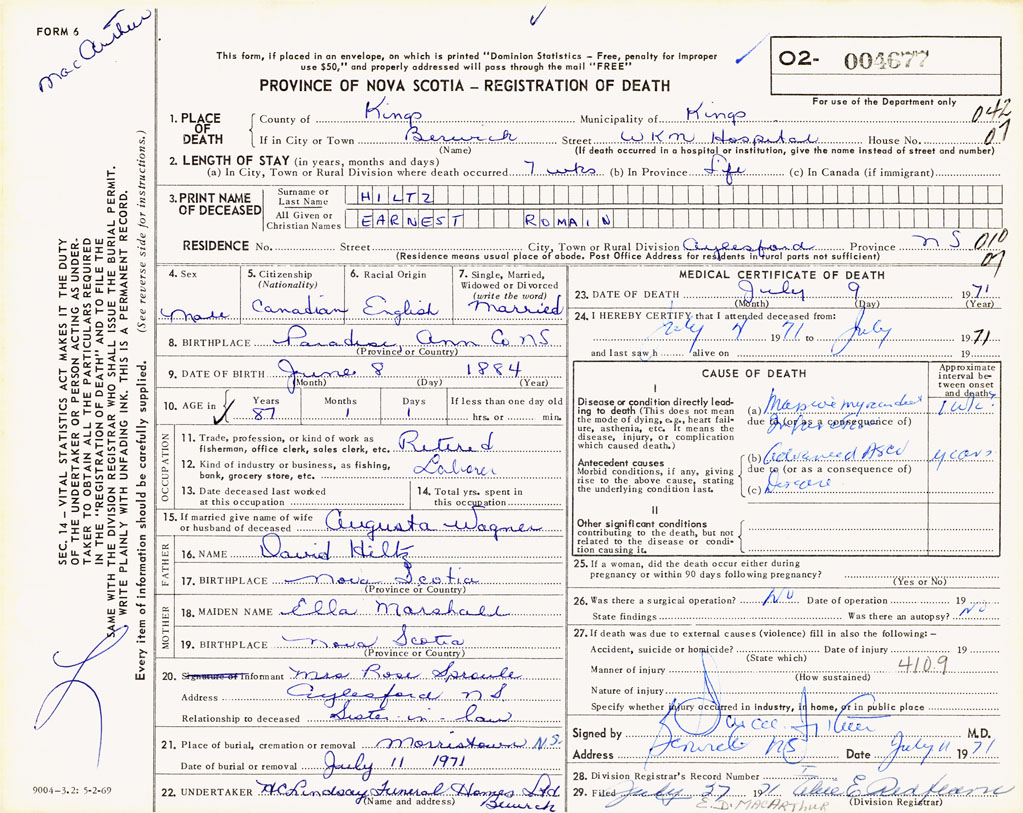 FORM 6
MacArthur
This form, if placed in an envelope, on which is printed "Dominion Statistics – Free, penalty for improper
use $50," and properly addressed will pass through the mail "FREE"
O2- 004677
For use of the Department only
PROVINCE OF NOVA SCOTIA – REGISTRATION OF DEATH
1. PLACE OF DEATH
County of Kings Municipality of Kings 042
If in City or Town Berwick Street WKM Hospital House No. 07
(Name) (If death occurred in a hospital or institution, give the name instead of street and number)
2. LENGTH OF STAY (in years, months and days)
(a) In City, Town or Rural Division where death occurred 7 wks (b) In Province Life (c) In Canada (if immigrant)
3. PRINT NAME OF DECEASED
Surname or Last Name HILTZ
All Given or Christian Names EARNEST ROMAIN
RESIDENCE No. Street City, Town or Rural Division Aylesford Province NS 010
(Residence means usual place of abode. Post Office Address for residents in rural parts not sufficient) 07
4. Sex Male
5. Citizenship (Nationality) Canadian
6. Racial Origin English
7. Single, Married, Widowed or Divorced (write the word) Married
8. BIRTHPLACE Paradise, Ann Co NS
(Province or Country)
9. DATE OF BIRTH June 8 1884
(Month) (Day) (Year)
10. AGE in Years 87 Months 1 Days 1 If less than one day old hrs. or min.
OCCUPATION
11. Trade, profession, or kind of work as
fisherman, office clerk, sales clerk, etc. Retired
12. Kind of industry or business, as fishing,
bank, grocery store, etc. Laborer
13. Date deceased last worked
at this occupation
14. Total yrs. spent in
this occupation
15. If married give name of wife
or husband of deceased Augusta Wagner
FATHER
16. NAME David Hiltz
17. BIRTHPLACE Nova Scotia
(Province or Country)
MOTHER
18. MAIDEN NAME Ella Marshall
19. BIRTHPLACE Nova Scotia
(Province or Country)
20. Signature of Informant Mrs Rose Sproule
Address Aylesford NS
Relationship to deceased Sister-in-law
21. Place of burial, cremation or removal Morristown N.S.
Date of burial or removal July 11 1971
22. UNDERTAKER H C Lindsay Funeral Homes Ltd
(Name and address) Berwick
MEDICAL CERTIFICATE OF DEATH
23. DATE OF DEATH July 9 1971
(Month) (Day) (Year)
24. I HEREBY CERTIFY that I attended deceased from:
July 4 1971 to July 1971
and last saw h alive on 19
CAUSE OF DEATH
Approximate interval between onset and death
I
Disease or condition directly leading to death (This does not mean
the mode of dying, e.g., heart failure, asthenia, etc. It means the
disease, injury, or complication
which caused death.)
(a) Massive myocardial 1 wk.
due to (or as a consequence of)
Infarction
Antecedent causes
Morbid conditions, if any, giving
rise to the above cause, stating
the underlying condition last.
(b) Advanced ASCV years
due to (or as a consequence of)
(c) Disease
II
Other significant conditions
contributing to the death, but not
related to the disease or condition causing it.
25. If a woman, did the death occur either during
pregnancy or within 90 days following pregnancy?
(Yes or No)
26. Was there a surgical operation? No Date of operation 19
State findings Was there an autopsy? No
27. If death was due to external causes (violence) fill in also the following: –
Accident, suicide or homicide? Date of injury 19
(State which)
Manner of injury 4109
(How sustained)
Nature of injury
Specify whether injury occurred in industry, in home, or in public place
Signed by M.D.
Address Berwick NS Date July 11 1971
28. Division Registrar's Record Number
29. Filed July 27 1971
(Division Registrar)
E.D. MACARTHUR
SEC. 14 – VITAL STATISTICS ACT MAKES IT THE DUTY
OF THE UNDERTAKER OR PERSON ACTING AS UNDER-
TAKER TO OBTAIN ALL THE PARTICULARS REQUIRED
IN THE "REGISTRATION OF DEATH" AND TO FILE THE
SAME WITH THE DIVISION REGISTRAR WHO SHALL ISSUE THE BURIAL PERMIT.
WRITE PLAINLY WITH UNFADING INK. THIS IS A PERMANENT RECORD.
Every item of information should be carefully supplied. (See reverse side for instructions.)
9004-3.2: 5-2-69